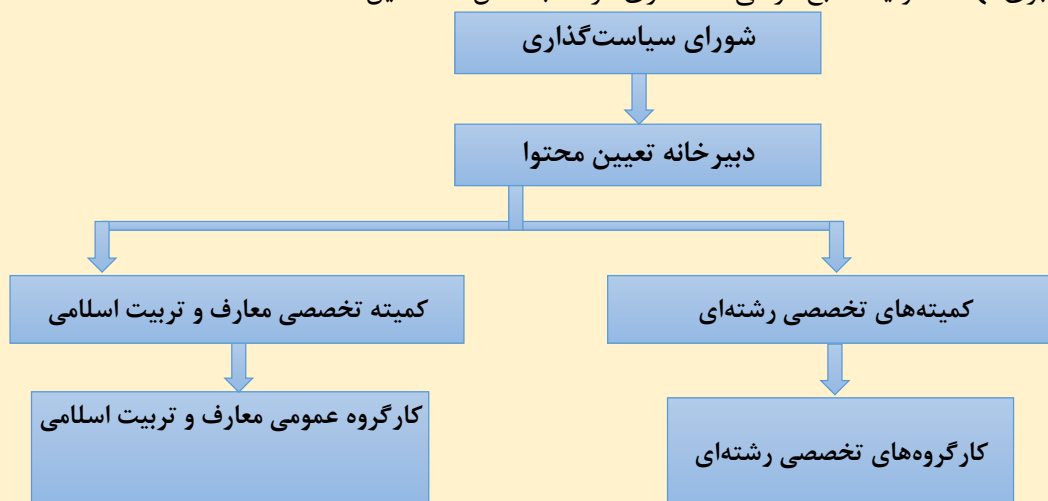 شورای سیاست‌گذاری
دبیرخانه تعیین محتوا
کمیته‌های تخصصی رشته‌ای
کمیته تخصصی معارف و تربیت اسلامی
کارگروه‌های تخصصی رشته‌ای
کارگروه عمومی معارف و تربیت اسلامی